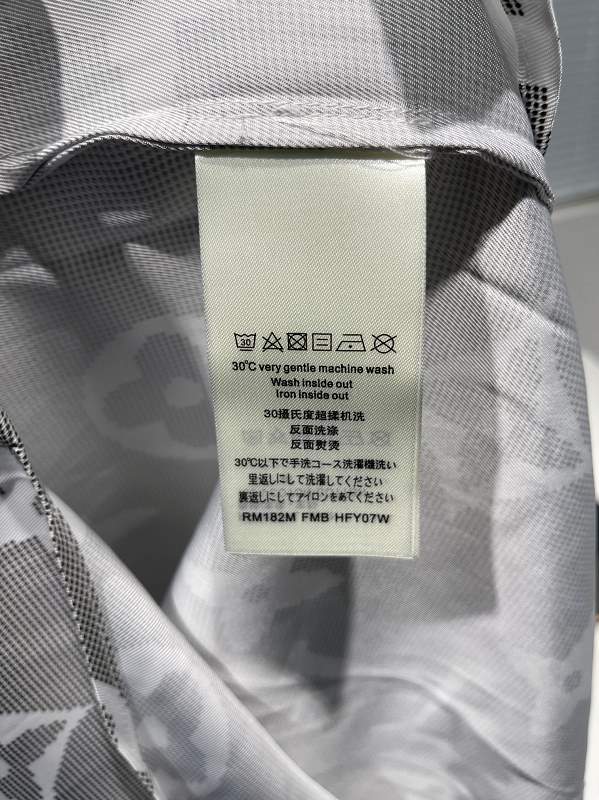 30
30°C very gentle machine wash
Wash inside out
Iron inside out
30摄氏度超揉机洗
反面洗涤
反面熨烫
30℃以下で手洗コース洗濯機洗い
里返しにして洗濯してください
裏返しにしてアイロンをあてください
RM182M FMB HFY07W